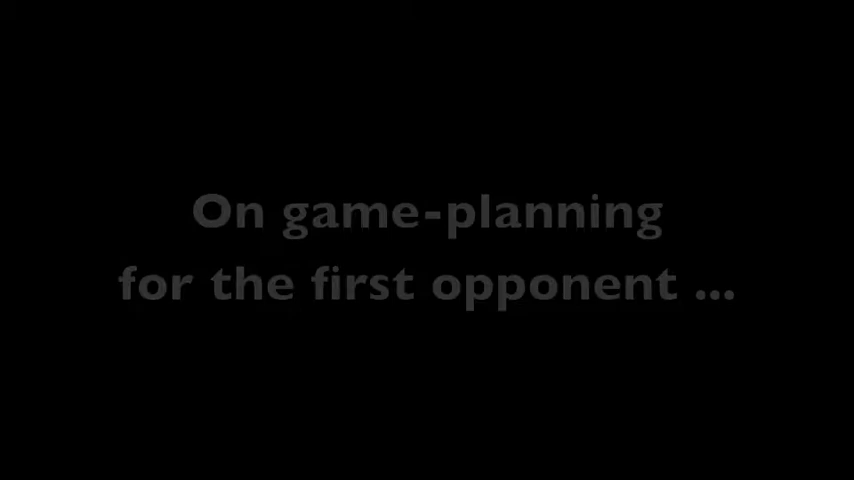 On game-planning
for the first opponent ...